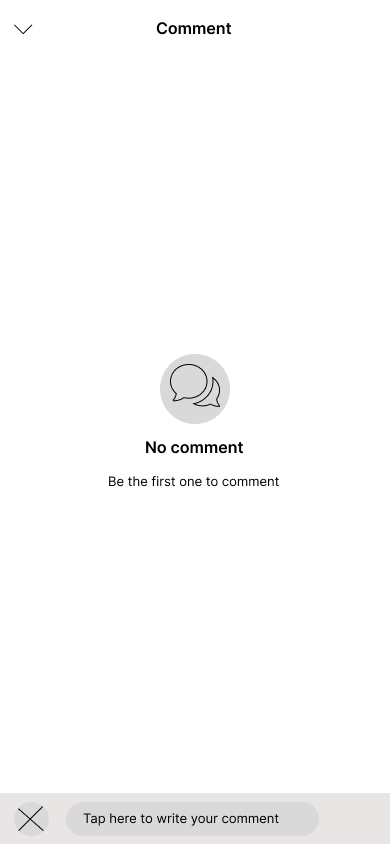 Comment
No comment
Be the first one to comment
Tap here to write your comment